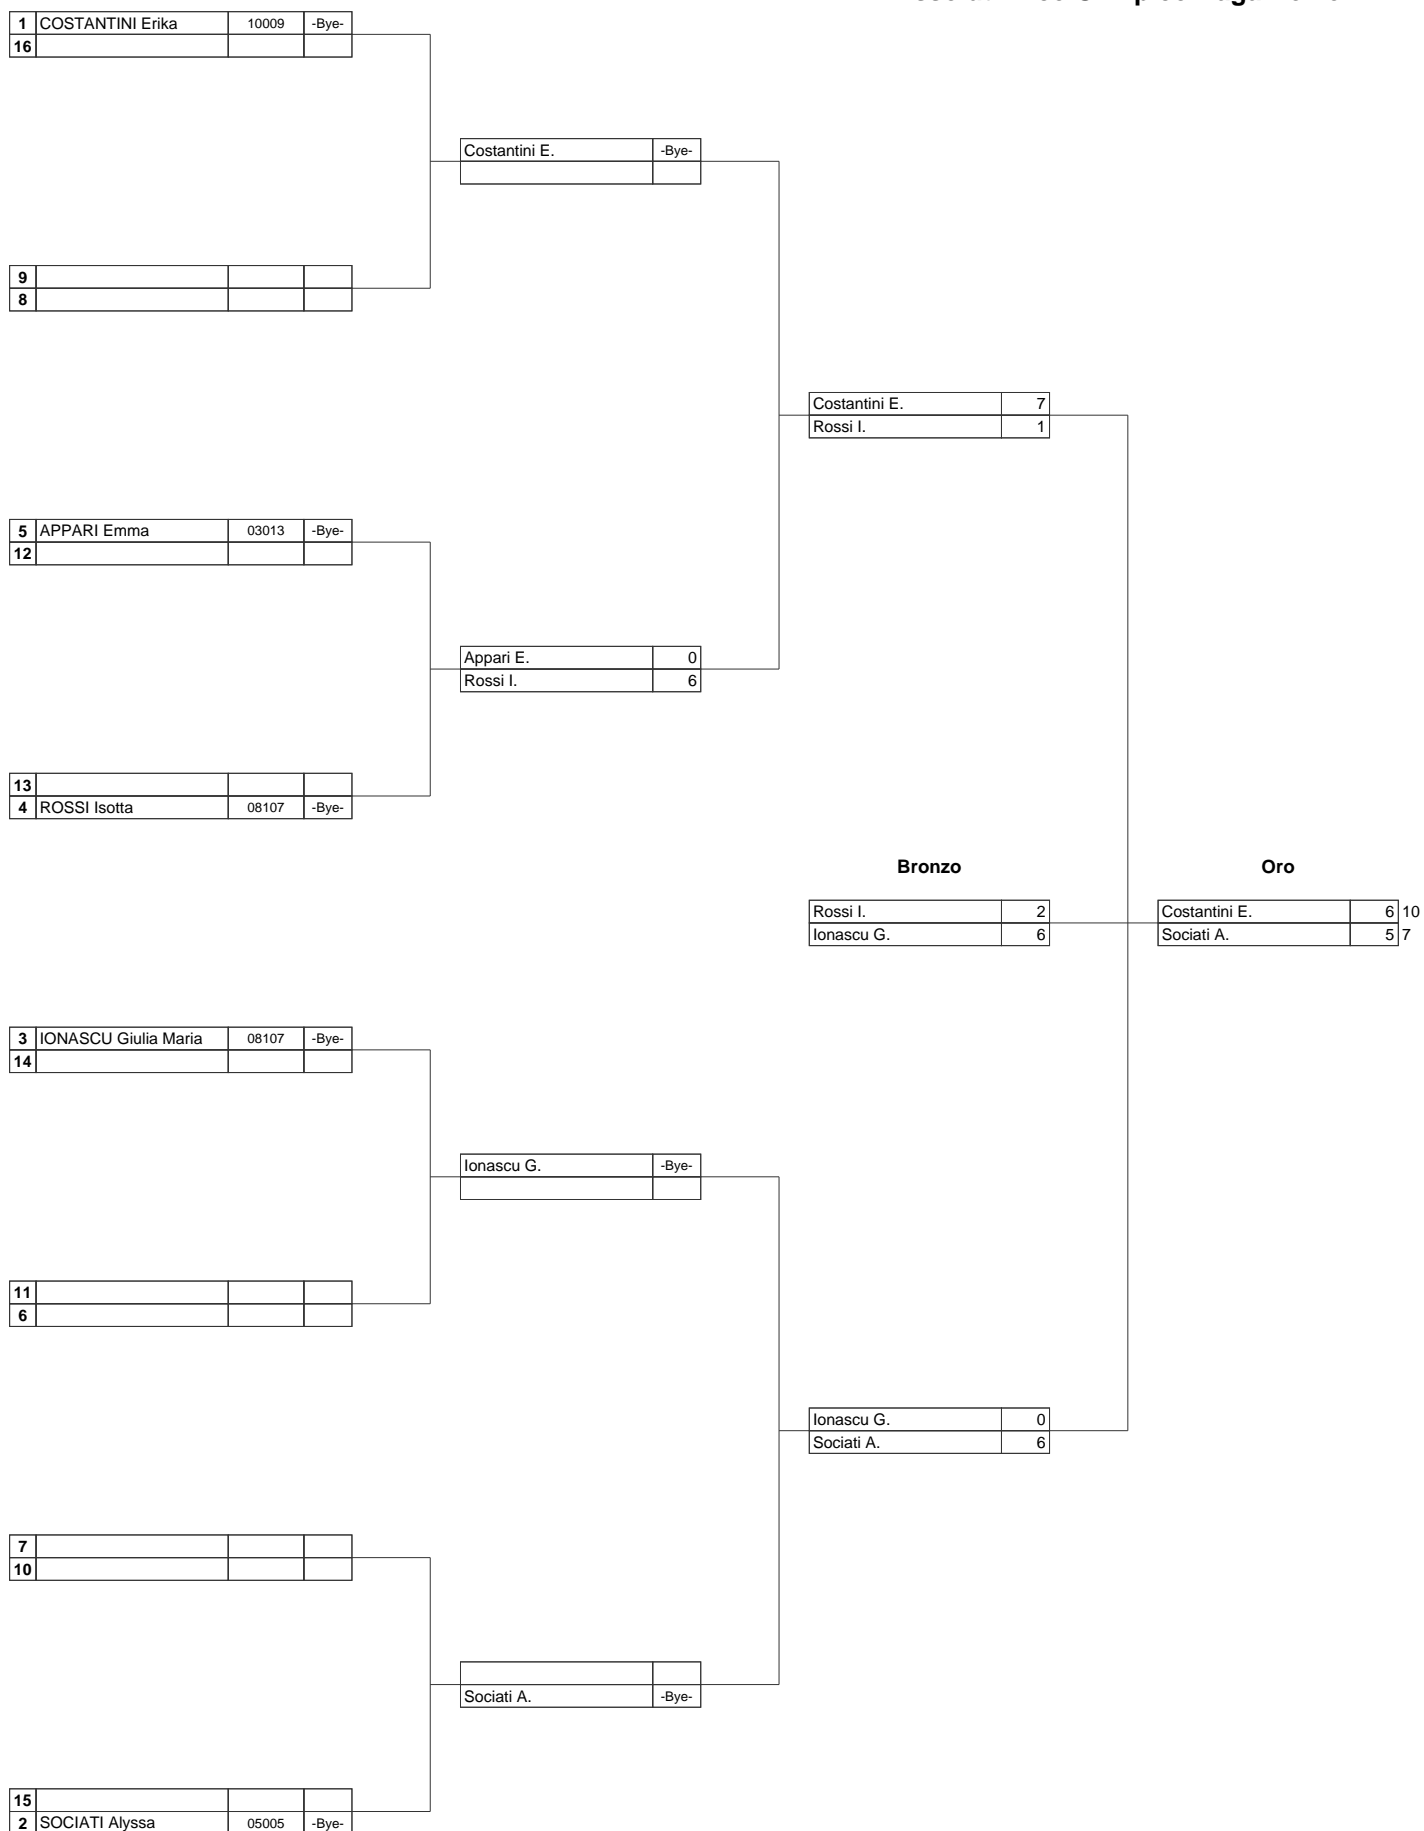 1 COSTANTINI Erika 10009 -Bye-
16
Costantini E. -Bye-
9
8
Costantini E. 7
Rossi I. 1
5 APPARI Emma 03013 -Bye-
12
Appari E. 0
Rossi I. 6
13
4 ROSSI Isotta 08107 -Bye-
Bronzo Oro
Rossi I. 2 Costantini E. 6 10
Ionascu G. 6 Sociati A. 5 7
3 IONASCU Giulia Maria 08107 -Bye-
14
Ionascu G. -Bye-
11
6
Ionascu G. 0
Sociati A. 6
7
10
Sociati A. -Bye-
15
2 SOCIATI Alyssa 05005 -Bye-